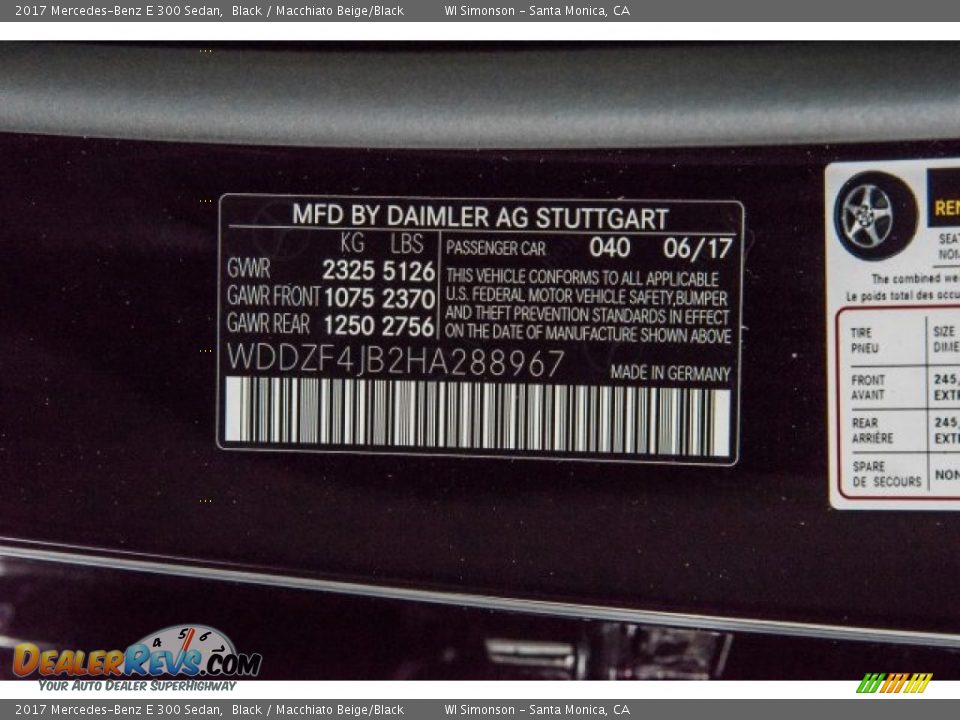 2017 Mercedes-Benz E 300 Sedan, Black / Macchiato Beige/Black WI Simonson - Santa Monica, CA
MFD BY DAIMLER AG STUTTGART
KG LBS
GVWR 2325 5126
GAWR FRONT 1075 2370
GAWR REAR 1250 2756
PASSENGER CAR 040 06/17
THIS VEHICLE CONFORMS TO ALL APPLICABLE
U.S. FEDERAL MOTOR VEHICLE SAFETY,BUMPER
AND THEFT PREVENTION STANDARDS IN EFFECT
ON THE DATE OF MANUFACTURE SHOWN ABOVE
WDDZF4JB2HA288967
MADE IN GERMANY
The combined
Le poids total des
TIRE SIZE
PNEU
FRONT 245,
AVANT
REAR 245,
ARRIÈRE
SPARE
DE SECOURS
4 5 6
DEALERREVS.COM
YOUR AUTO DEALER SUPERHIGHWAY
2017 Mercedes-Benz E 300 Sedan, Black / Macchiato Beige/Black WI Simonson - Santa Monica, CA